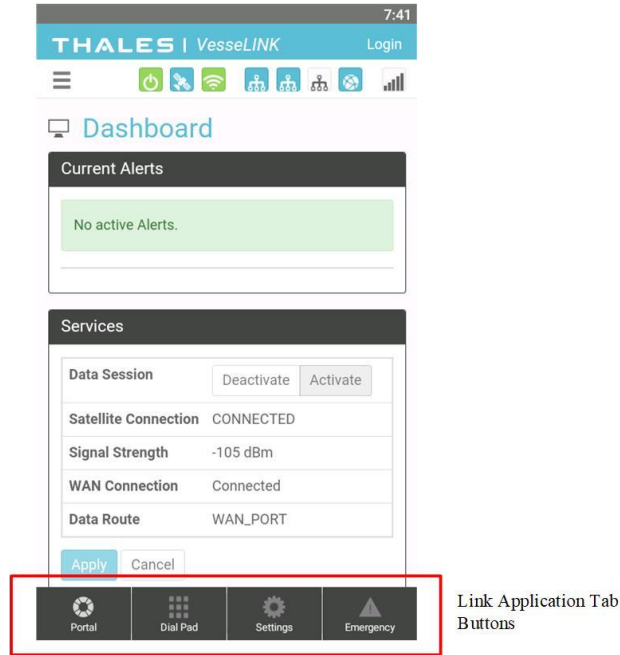 7:41
THALES | VesseLINK Login
Dashboard
Current Alerts
No active Alerts.
Services
Data Session Deactivate Activate
Satellite Connection CONNECTED
Signal Strength -105 dBm
WAN Connection Connected
Data Route WAN_PORT
Apply Cancel
Portal Dial Pad Settings Emergency
Link Application Tab
Buttons